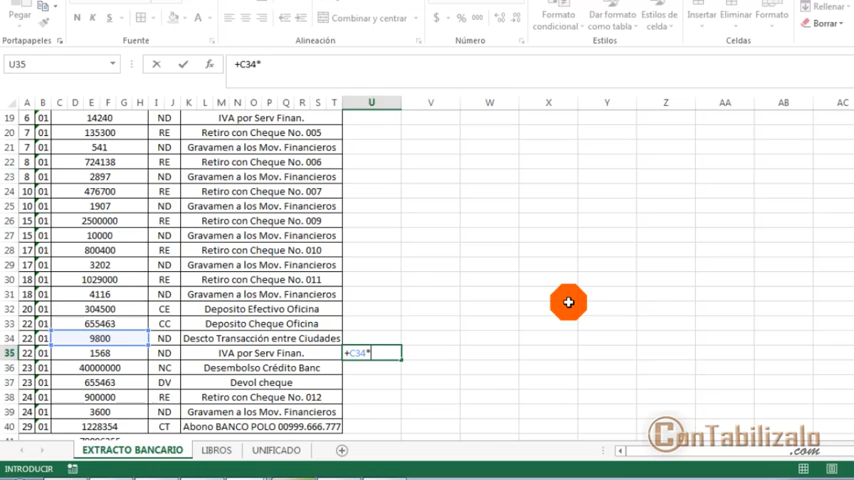 Pegar
N K S
Combinar y centrar
$ % 000
Formato condicional
Dar formato como tabla
Estilos de celda
Insertar Eliminar Formato
Rellenar
Borrar
Portapapeles Fuente Alineación Número Estilos Celdas
U35 fx +C34*
A B C D E F G H I J K L M N O P Q R S T U V W X Y Z AA AB AC
19 6 01 14240 ND IVA por Serv Finan.
20 7 01 135300 RE Retiro con Cheque No. 005
21 7 01 541 ND Gravamen a los Mov. Financieros
22 8 01 724138 RE Retiro con Cheque No. 006
23 8 01 2897 ND Gravamen a los Mov. Financieros
24 10 01 476700 RE Retiro con Cheque No. 007
25 10 01 1907 ND Gravamen a los Mov. Financieros
26 15 01 2500000 RE Retiro con Cheque No. 009
27 15 01 10000 ND Gravamen a los Mov. Financieros
28 17 01 800400 RE Retiro con Cheque No. 010
29 17 01 3202 ND Gravamen a los Mov. Financieros
30 18 01 1029000 RE Retiro con Cheque No. 011
31 18 01 4116 ND Gravamen a los Mov. Financieros
32 20 01 304500 CE Deposito Efectivo Oficina
33 22 01 655463 CC Deposito Cheque Oficina
34 22 01 9800 ND Descto Transacción entre Ciudades
35 22 01 1568 ND IVA por Serv Finan. +C34*
36 22 01 40000000 NC Desembolso Crédito Banc
37 23 01 655463 DV Devol cheque
38 24 01 900000 RE Retiro con Cheque No. 012
39 24 01 3600 ND Gravamen a los Mov. Financieros
40 29 01 1228354 CT Abono BANCO POLO 00999.666.777
EXTRACTO BANCARIO LIBROS UNIFICADO
ConTabilizalo
.com
INTRODUCIR